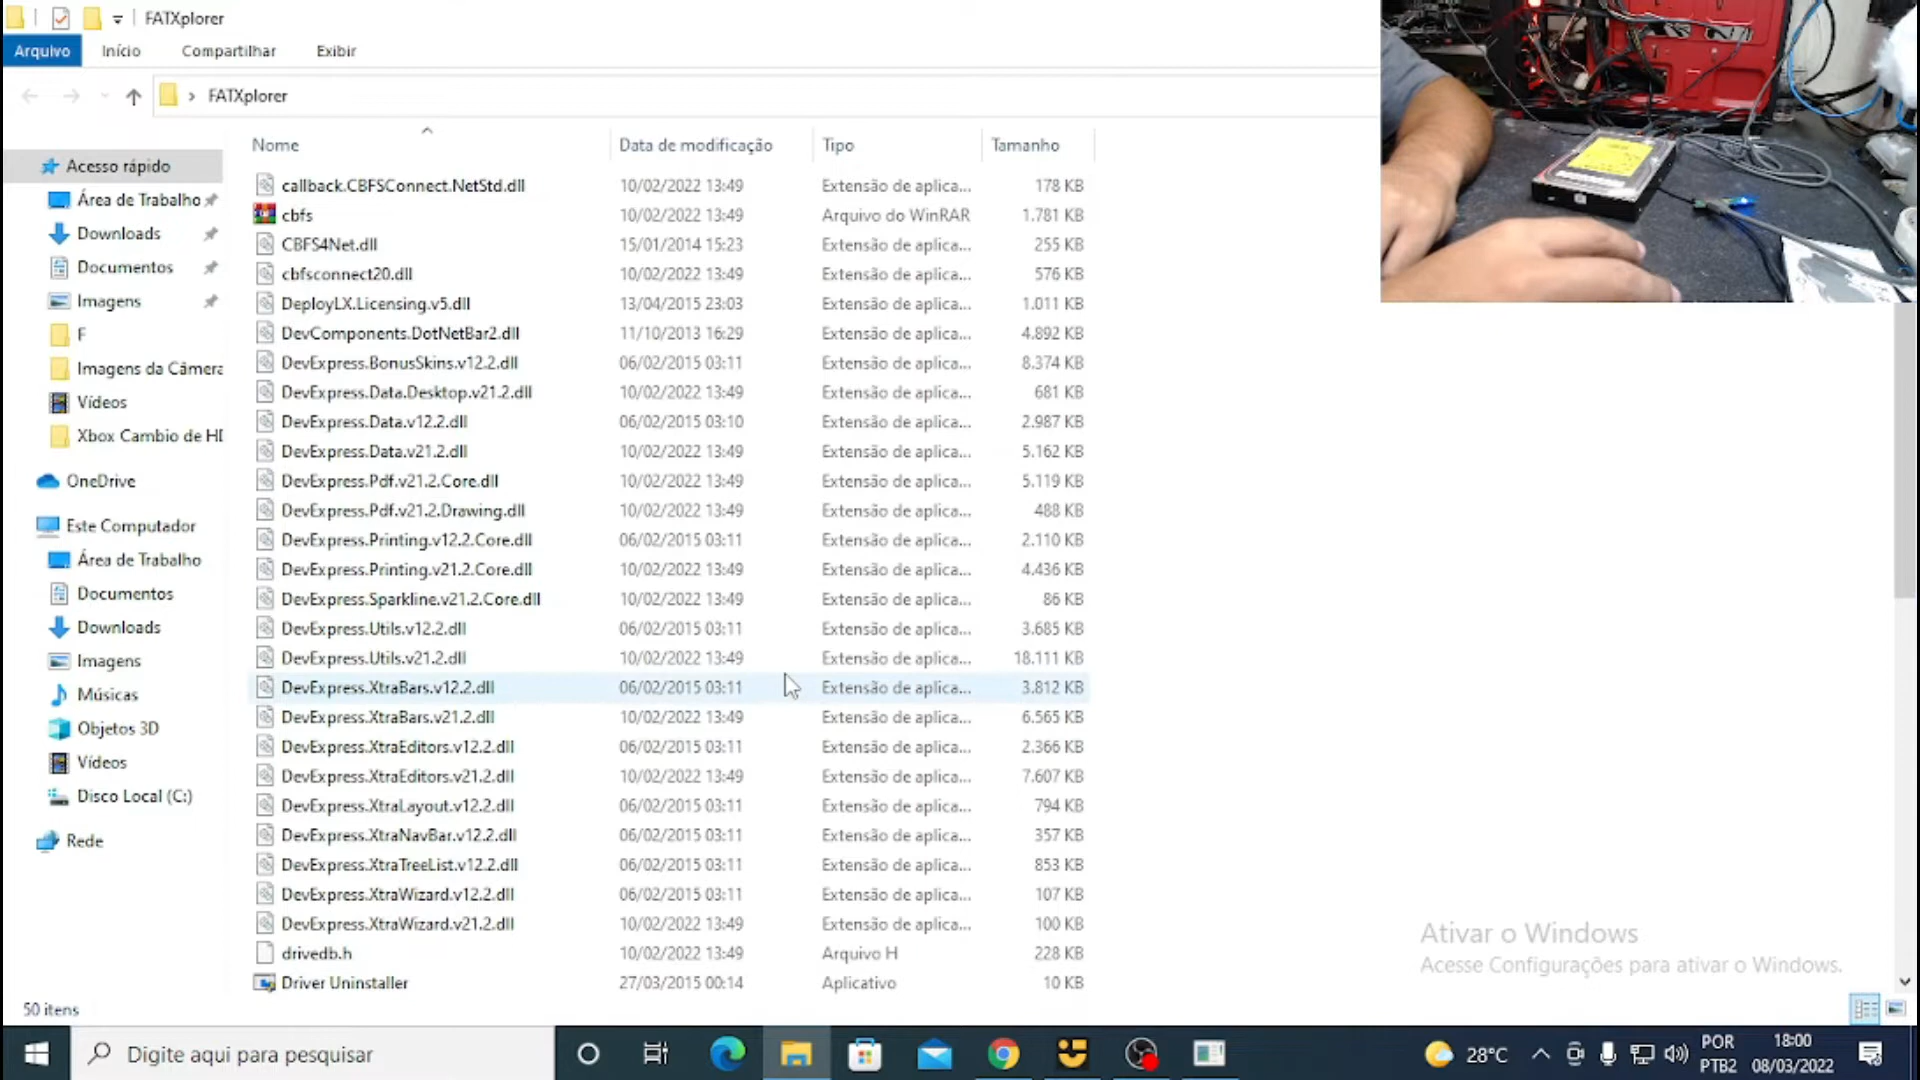 FATXplorer
Arquivo Início Compartilhar Exibir
FATXplorer
Nome Data de modificação Tipo Tamanho
Acesso rápido
Área de Trabalho
Downloads
Documentos
Imagens
F
Imagens da Câmera
Vídeos
Xbox Cambio de HD
OneDrive
Este Computador
Área de Trabalho
Documentos
Downloads
Imagens
Músicas
Objetos 3D
Vídeos
Disco Local (C:)
Rede
callback.CBFSConnect.NetStd.dll 10/02/2022 13:49 Extensão de aplica... 178 KB
cbfs 10/02/2022 13:49 Arquivo do WinRAR 1.781 KB
CBFS4Net.dll 15/01/2014 15:23 Extensão de aplica... 255 KB
cbfsconnect20.dll 10/02/2022 13:49 Extensão de aplica... 576 KB
DeployLX.Licensing.v5.dll 13/04/2015 23:03 Extensão de aplica... 1.011 KB
DevComponents.DotNetBar2.dll 11/10/2013 16:29 Extensão de aplica... 4.892 KB
DevExpress.BonusSkins.v12.2.dll 06/02/2015 03:11 Extensão de aplica... 8.374 KB
DevExpress.Data.Desktop.v21.2.dll 10/02/2022 13:49 Extensão de aplica... 681 KB
DevExpress.Data.v12.2.dll 06/02/2015 03:10 Extensão de aplica... 2.987 KB
DevExpress.Data.v21.2.dll 10/02/2022 13:49 Extensão de aplica... 5.162 KB
DevExpress.Pdf.v21.2.Core.dll 10/02/2022 13:49 Extensão de aplica... 5.119 KB
DevExpress.Pdf.v21.2.Drawing.dll 10/02/2022 13:49 Extensão de aplica... 488 KB
DevExpress.Printing.v12.2.Core.dll 06/02/2015 03:11 Extensão de aplica... 2.110 KB
DevExpress.Printing.v21.2.Core.dll 10/02/2022 13:49 Extensão de aplica... 4.436 KB
DevExpress.Sparkline.v21.2.Core.dll 10/02/2022 13:49 Extensão de aplica... 86 KB
DevExpress.Utils.v12.2.dll 06/02/2015 03:11 Extensão de aplica... 3.685 KB
DevExpress.Utils.v21.2.dll 10/02/2022 13:49 Extensão de aplica... 18.111 KB
DevExpress.XtraBars.v12.2.dll 06/02/2015 03:11 Extensão de aplica... 3.812 KB
DevExpress.XtraBars.v21.2.dll 10/02/2022 13:49 Extensão de aplica... 6.565 KB
DevExpress.XtraEditors.v12.2.dll 06/02/2015 03:11 Extensão de aplica... 2.366 KB
DevExpress.XtraEditors.v21.2.dll 10/02/2022 13:49 Extensão de aplica... 7.607 KB
DevExpress.XtraLayout.v12.2.dll 06/02/2015 03:11 Extensão de aplica... 794 KB
DevExpress.XtraNavBar.v12.2.dll 06/02/2015 03:11 Extensão de aplica... 357 KB
DevExpress.XtraTreeList.v12.2.dll 06/02/2015 03:11 Extensão de aplica... 853 KB
DevExpress.XtraWizard.v12.2.dll 06/02/2015 03:11 Extensão de aplica... 107 KB
DevExpress.XtraWizard.v21.2.dll 10/02/2022 13:49 Extensão de aplica... 100 KB
drivedb.h 10/02/2022 13:49 Arquivo H 228 KB
Driver Uninstaller 27/03/2015 00:14 Aplicativo 10 KB
Ativar o Windows
Acesse Configurações para ativar o Windows.
50 itens
Digite aqui para pesquisar
28°C
POR
PTB2
18:00
08/03/2022